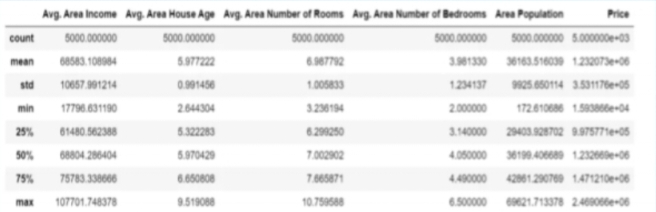 Avg. Area Income Avg. Area House Age Avg. Area Number of Rooms Avg. Area Number of Bedrooms Area Population Price
count 5000.000000 5000.000000 5000.000000 5000.000000 5000.000000 5.000000e+03
mean 68583.108984 5.977222 6.987792 3.981330 36163.516039 1.232073e+06
std 10657.991214 0.991456 1.005833 1.234137 9925.650114 3.531176e+05
min 17796.631190 2.644304 3.236194 2.000000 172.610686 1.593866e+04
25% 61480.562388 5.322283 6.299250 3.140000 29403.928702 9.975771e+05
50% 68804.286404 5.970429 7.002902 4.050000 36199.406689 1.232669e+06
75% 75783.338666 6.650808 7.665871 4.490000 42861.290769 1.471210e+06
max 107701.748378 9.519088 10.759588 6.500000 69621.713378 2.469066e+06